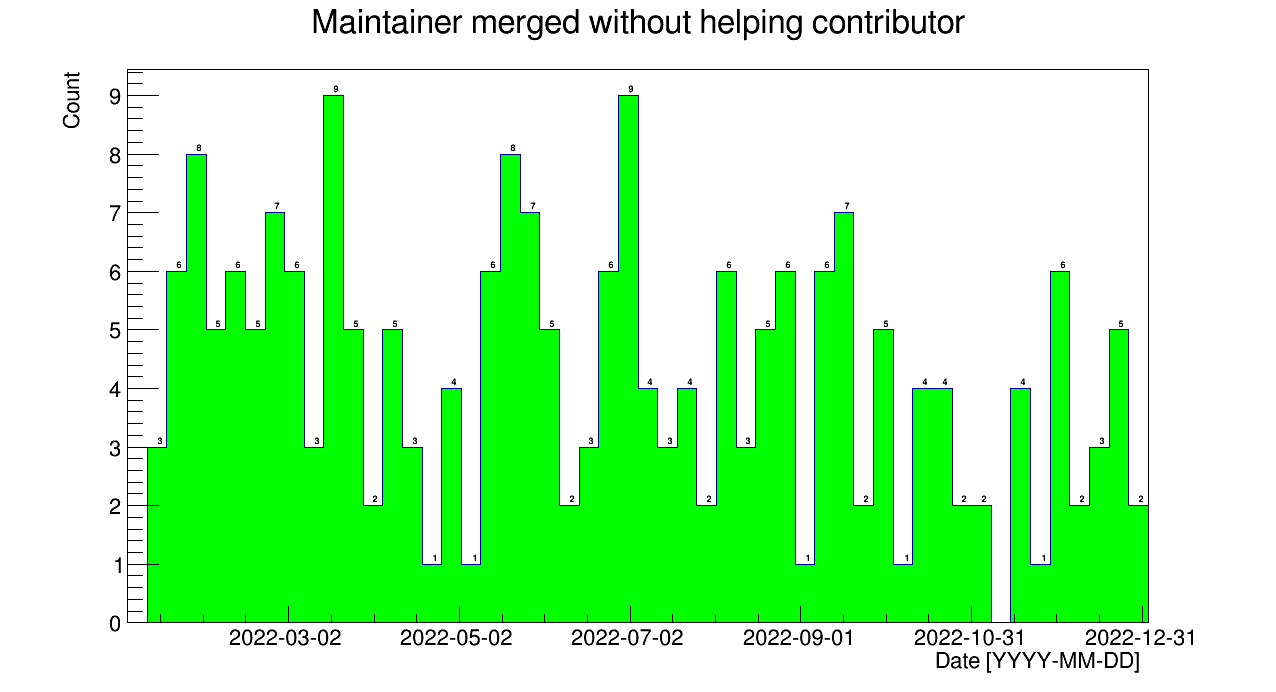 Maintainer merged without helping contributor
Count
9
8
7
6
5
4
3
2
1
0
3 6 8 5 6 5 7 6 3 9 5 2 5 3 1 4 1 6 8 7 5 2 3 6 9 4 3 4 2 6 3 5 6 1 6 7 2 5 1 4 4 2 2 4 1 6 2 3 5 2
2022-03-02 2022-05-02 2022-07-02 2022-09-01 2022-10-31 2022-12-31
Date [YYYY-MM-DD]